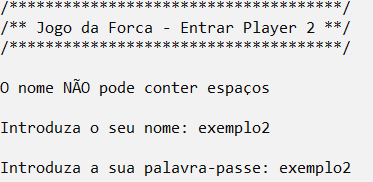 /*************************************/
/** Jogo da Forca - Entrar Player 2 **/
/*************************************/
O nome NÃO pode conter espaços
Introduza o seu nome: exemplo2
Introduza a sua palavra-passe: exemplo2